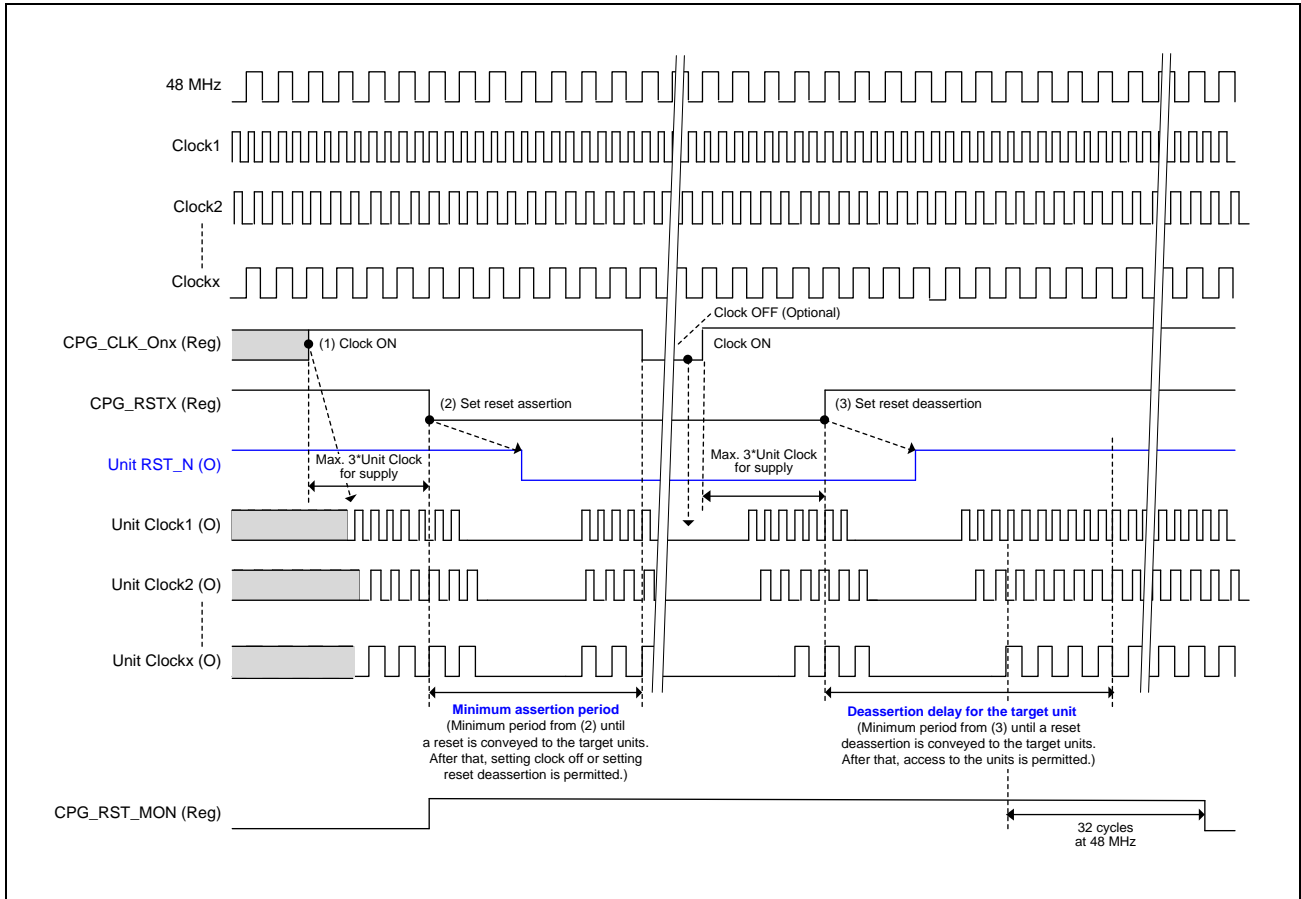 48 MHz
Clock1
Clock2
Clockx
Clock OFF (Optional)
CPG_CLK_Onx (Reg)
(1) Clock ON
Clock ON
CPG_RSTX (Reg)
(2) Set reset assertion
(3) Set reset deassertion
Unit RST_N (O)
Max. 3*Unit Clock
for supply
Max. 3*Unit Clock
for supply
Unit Clock1 (O)
Unit Clock2 (O)
Unit Clockx (O)
Minimum assertion period
(Minimum period from (2) until
a reset is conveyed to the target units.
After that, setting clock off or setting
reset deassertion is permitted.)
Deassertion delay for the target unit
(Minimum period from (3) until a reset
deassertion is conveyed to the target units.
After that, access to the units is permitted.)
CPG_RST_MON (Reg)
32 cycles
at 48 MHz